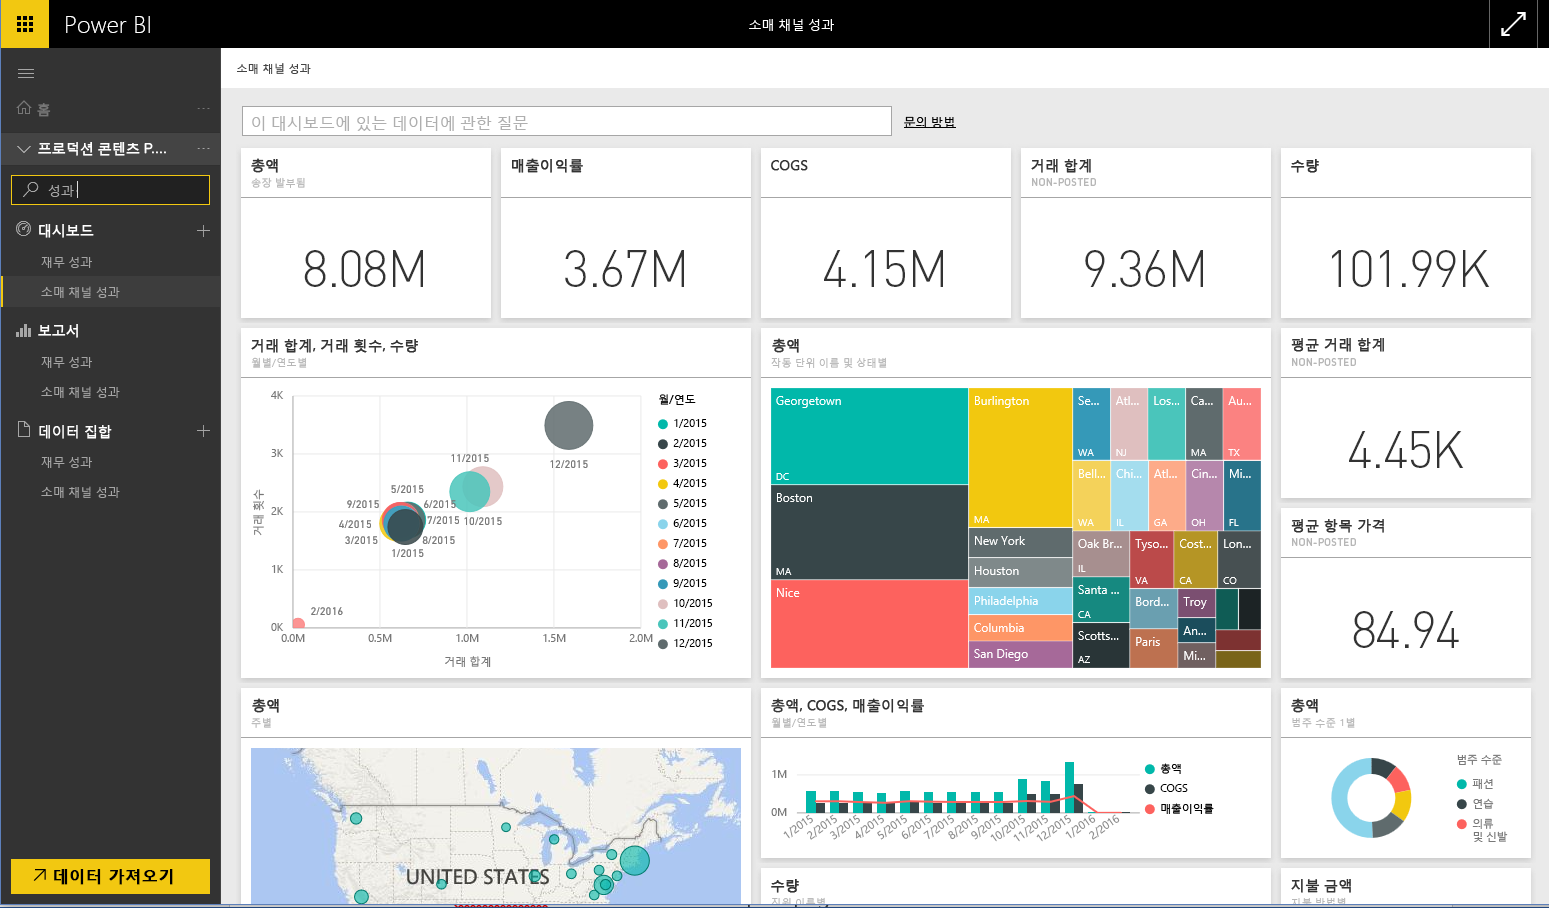 Power BI
소매 채널 성과
소매 채널 성과
홈
프로덕션 콘텐츠 P....
성과
대시보드
재무 성과
소매 채널 성과
보고서
재무 성과
소매 채널 성과
데이터 집합
재무 성과
소매 채널 성과
데이터 가져오기
이 대시보드에 있는 데이터에 관한 질문
문의 방법
총액
송장 발부됨
8.08M
매출이익률
3.67M
COGS
4.15M
거래 합계
NON-POSTED
9.36M
수량
101.99K
거래 합계, 거래 횟수, 수량
월별/연도별
4K
3K
2K
1K
0K
거래 횟수
0.0M
0.5M
1.0M
1.5M
2.0M
거래 합계
12/2015
11/2015
10/2015
5/2015
9/2015
6/2015
4/2015
7/2015
3/2015
8/2015
1/2015
2/2016
월/연도
1/2015
2/2015
3/2015
4/2015
5/2015
6/2015
7/2015
8/2015
9/2015
10/2015
11/2015
12/2015
총액
작동 단위 이름 및 상태별
Georgetown
DC
Boston
MA
Nice
Burlington
MA
New York
Houston
Philadelphia
Columbia
San Diego
Se...
WA
Atl...
NJ
Los...
Ca...
MA
Au...
TX
Bell...
WA
Chi...
IL
Atl...
GA
Cin...
OH
Mi...
FL
Oak Br...
IL
Tyso...
VA
Cost...
CA
Lon...
CO
Santa ...
CA
Bord...
Troy
Scotts...
AZ
Paris
An...
Mi...
평균 거래 합계
NON-POSTED
4.45K
평균 항목 가격
NON-POSTED
84.94
총액
주별
UNITED STATES
총액, COGS, 매출이익률
월별/연도별
1M
0M
1/2015
2/2015
3/2015
4/2015
5/2015
6/2015
7/2015
8/2015
9/2015
10/2015
11/2015
12/2015
1/2016
2/2016
총액
COGS
매출이익률
총액
범주 수준 1별
범주 수준
패션
연습
의류
및 신발
수량
직원 이름별
지불 금액
지불 방법별